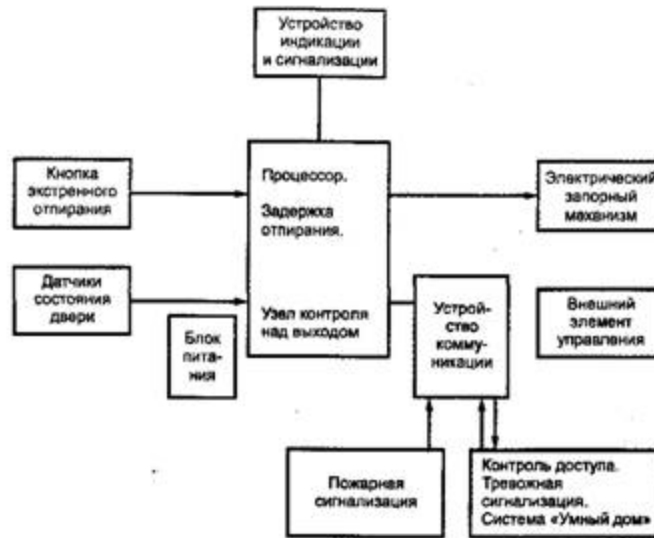 Устройство
индикации
и сигнализации
Кнопка
экстренного
отпирания
Процессор.
Задержка
отпирания.
Электрический
запорный
механизм
Датчики
состояния
двери
Блок
пита-
ния
Узел контроля
над выходом
Устрой-
ство
комму-
никации
Внешний
элемент
управления
Пожарная
сигнализация
Контроль доступа.
Тревожная
сигнализация.
Система «Умный дом»